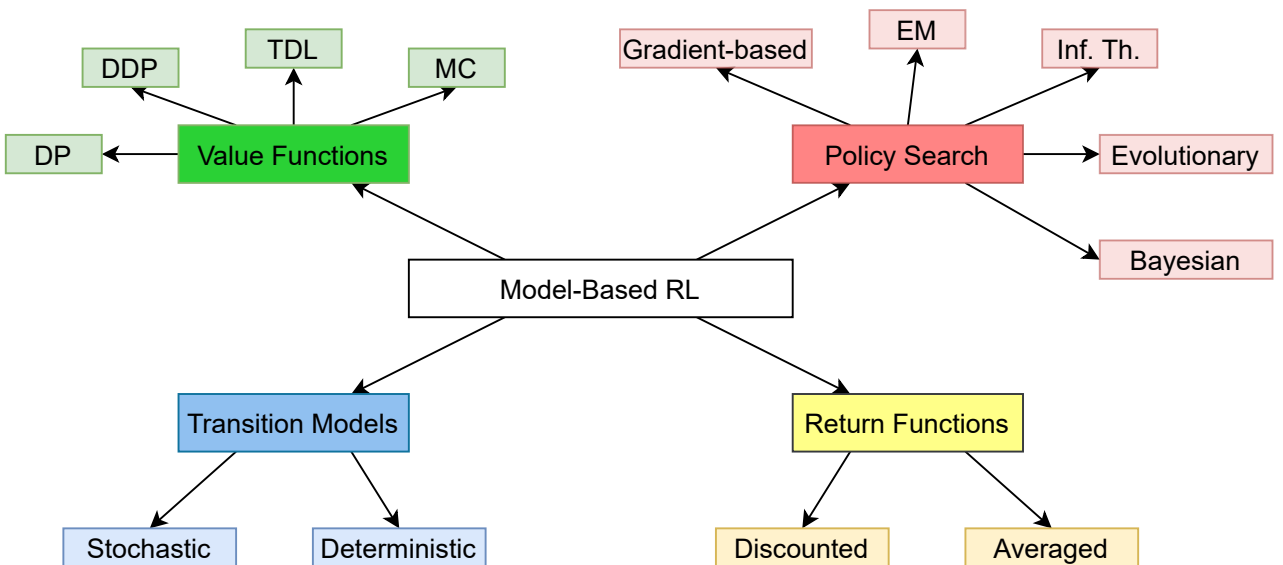 TDL
DDP
MC
DP
Value Functions
EM
Gradient-based
Inf. Th.
Policy Search
Evolutionary
Bayesian
Model-Based RL
Transition Models
Stochastic
Deterministic
Return Functions
Discounted
Averaged